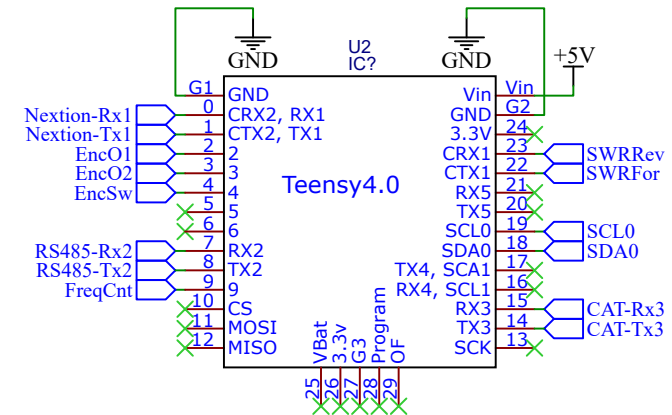 GND
GND
U2
IC?
+5V
G1 GND
Vin Vin
Nextion-Rx1 0 CRX2, RX1
GND G2
Nextion-Tx1 1 CTX2, TX1
3.3V 24
EncO1 2 2
CRX1 23 SWRRev
EncO2 3 3
CTX1 22 SWRFor
EncSw 4 4
RX5 21
5 5
TX5 20
6 6
SCL0 19 SCL0
RS485-Rx2 7 RX2
SDA0 18 SDA0
RS485-Tx2 8 TX2
TX4, SCA1 17
FreqCnt 9 9
RX4, SCL1 16
10 CS
RX3 15 CAT-Rx3
11 MOSI
TX3 14 CAT-Tx3
12 MISO
SCK 13
Teensy4.0
VBat 25
3.3v 26
G3 27
Program 28
OF 29